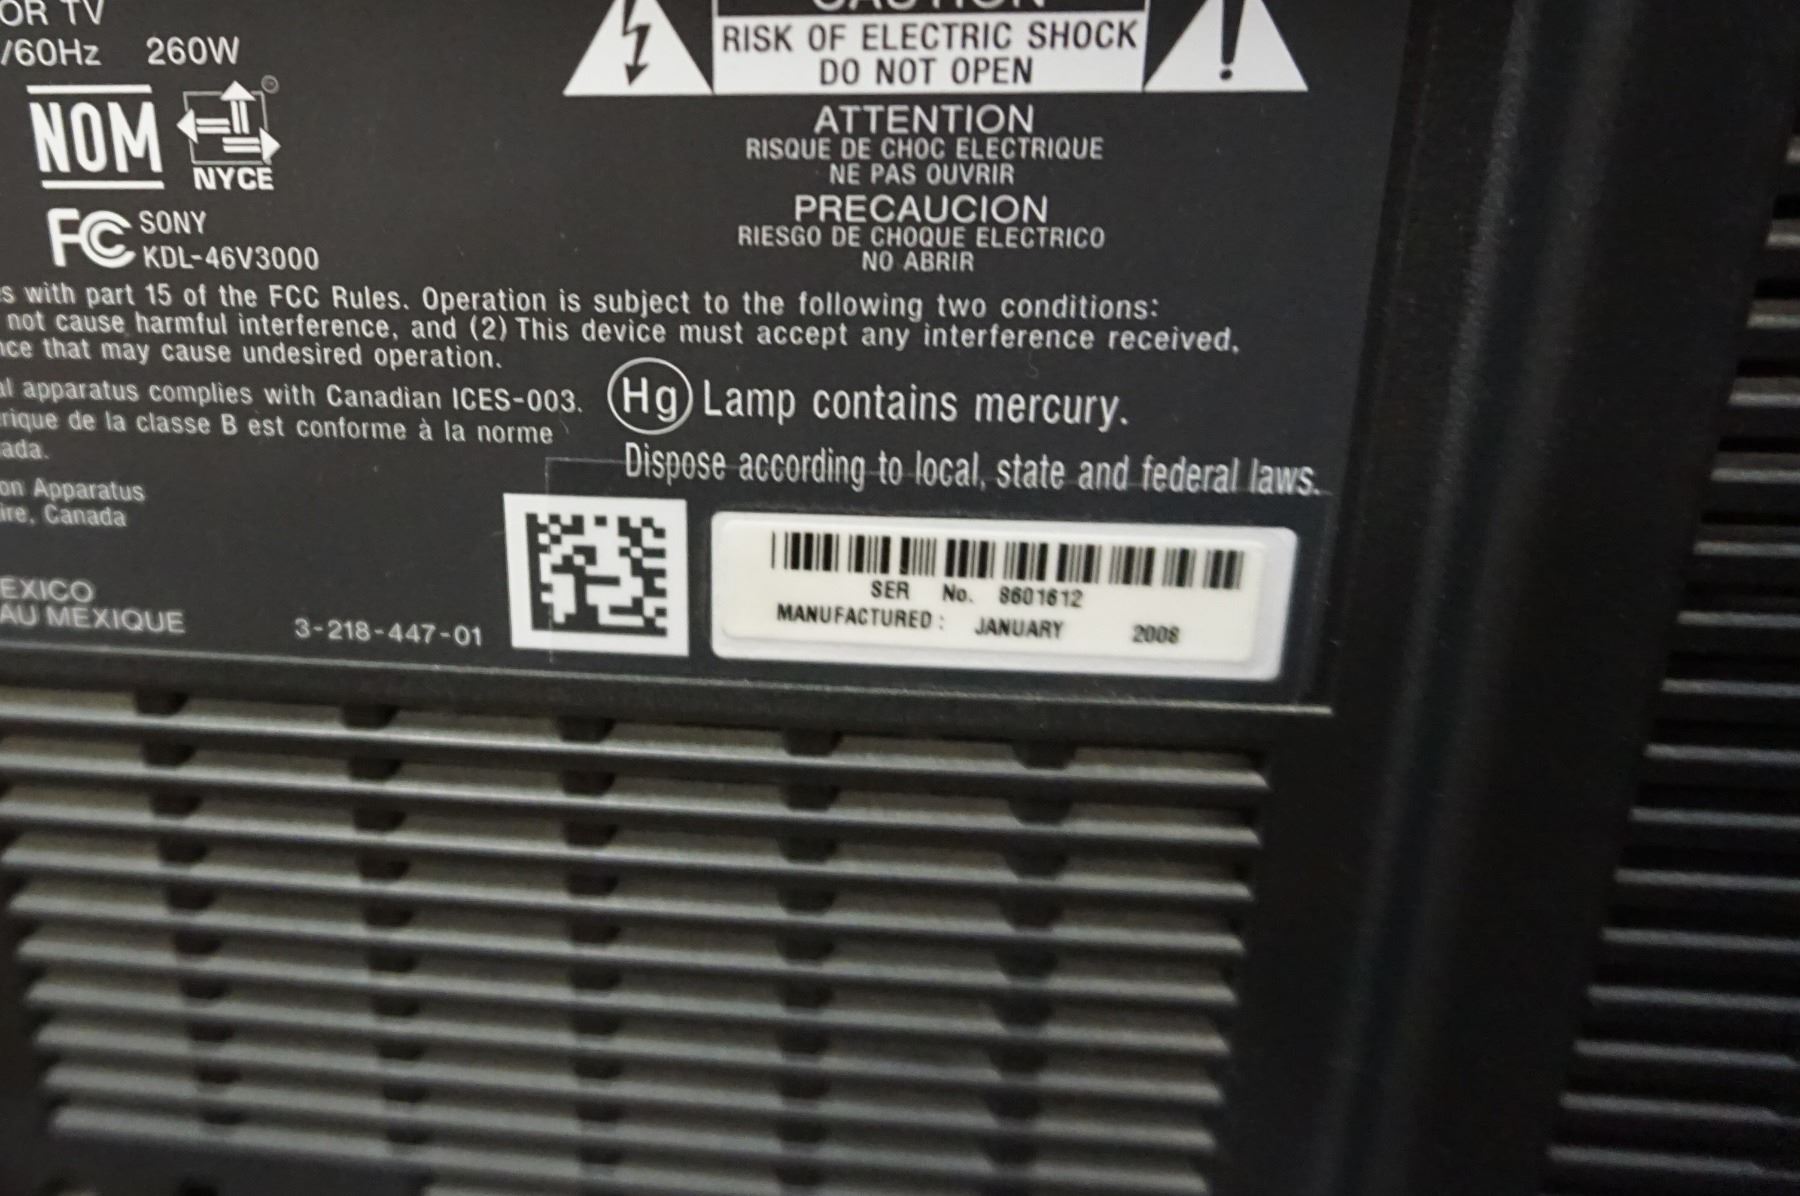 OR TV
/60Hz 260W
NOM
NYCE
FC SONY
KDL-46V3000
CAUTION
RISK OF ELECTRIC SHOCK
DO NOT OPEN
ATTENTION
RISQUE DE CHOC ELECTRIQUE
NE PAS OUVRIR
PRECAUCION
RIESGO DE CHOQUE ELECTRICO
NO ABRIR
s with part 15 of the FCC Rules. Operation is subject to the following two conditions:
not cause harmful interference, and (2) This device must accept any interference received,
nce that may cause undesired operation.
al apparatus complies with Canadian ICES-003.
rique de la classe B est conforme à la norme
ada.
on Apparatus
ire, Canada
Hg Lamp contains mercury.
Dispose according to local, state and federal laws.
EXICO
AU MEXIQUE
3-218-447-01
SER No. 8601612
MANUFACTURED: JANUARY 2008